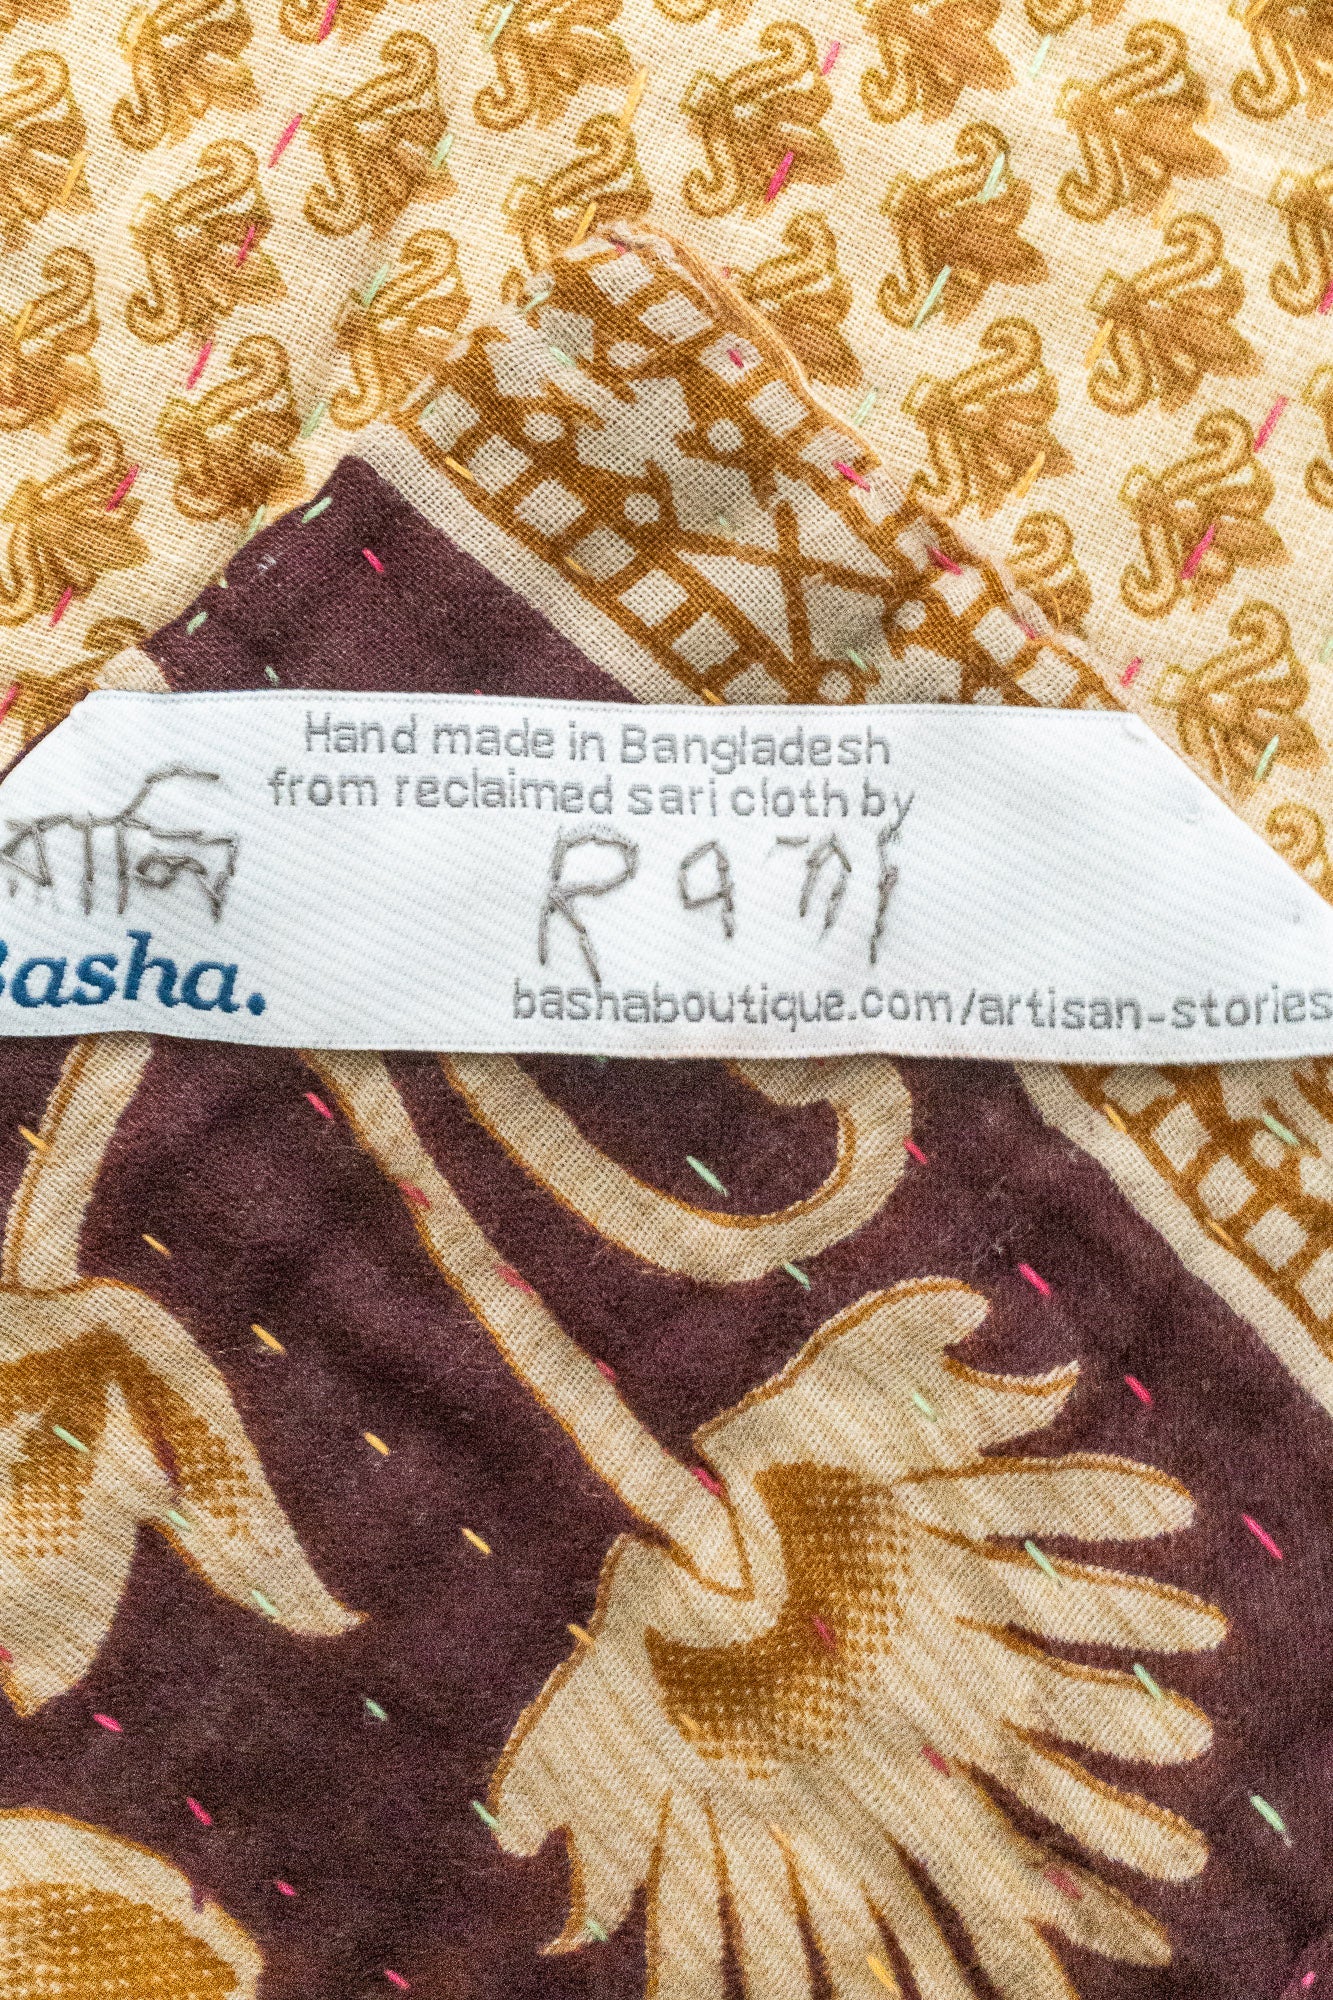 Hand made in Bangladesh
from reclaimed sari cloth by
Rani
Basha.
bashaboutique.com/artisan-stories